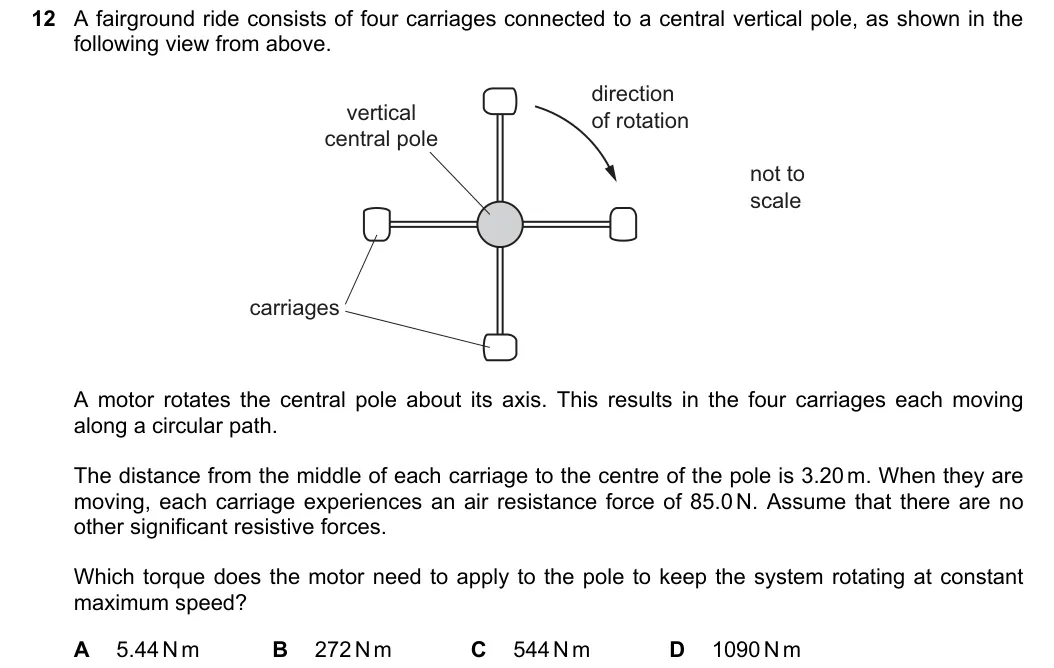 12 A fairground ride consists of four carriages connected to a central vertical pole, as shown in the
following view from above.
direction
of rotation
vertical
central pole
not to
scale
carriages
A motor rotates the central pole about its axis. This results in the four carriages each moving
along a circular path.
The distance from the middle of each carriage to the centre of the pole is 3.20 m. When they are
moving, each carriage experiences an air resistance force of 85.0 N. Assume that there are no
other significant resistive forces.
Which torque does the motor need to apply to the pole to keep the system rotating at constant
maximum speed?
A 5.44 N m B 272 N m C 544 N m D 1090 N m